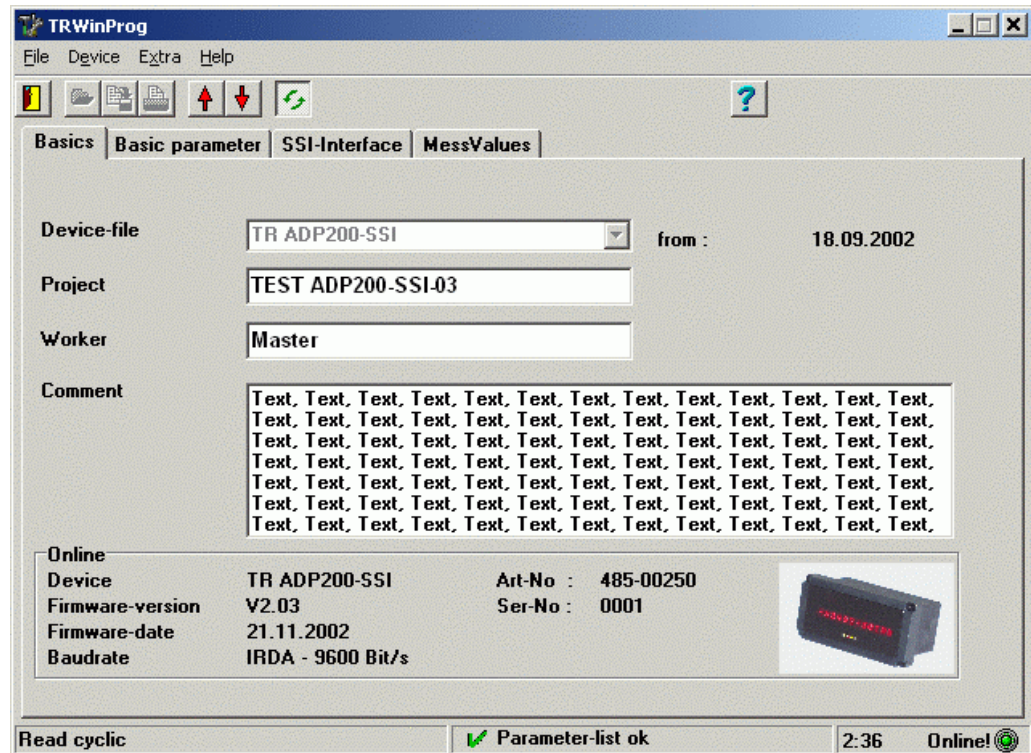 TRWinProg
File Device Extra Help
?
Basics Basic parameter SSI-Interface MessValues
Device-file TR ADP200-SSI from : 18.09.2002
Project TEST ADP200-SSI-03
Worker Master
Comment Text, Text, Text, Text, Text, Text, Text, Text, Text, Text, Text, Text, Text,
Text, Text, Text, Text, Text, Text, Text, Text, Text, Text, Text, Text, Text,
Text, Text, Text, Text, Text, Text, Text, Text, Text, Text, Text, Text, Text,
Text, Text, Text, Text, Text, Text, Text, Text, Text, Text, Text, Text, Text,
Text, Text, Text, Text, Text, Text, Text, Text, Text, Text, Text, Text, Text,
Text, Text, Text, Text, Text, Text, Text, Text, Text, Text, Text, Text, Text,
Text, Text, Text, Text, Text, Text, Text, Text, Text, Text, Text, Text, Text,
Online
Device TR ADP200-SSI Art-No : 485-00250
Firmware-version V2.03 Ser-No : 0001
Firmware-date 21.11.2002
Baudrate IRDA - 9600 Bit/s
Read cyclic Parameter-list ok 2:36 Online!